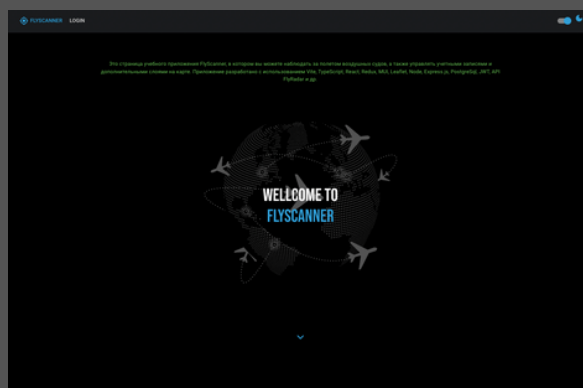 FLYSCANNER LOGIN
Это страница учебного приложения FlyScanner, в котором вы можете наблюдать за полетом воздушных судов, а также управлять учетными записями и
дополнительными слоями на карте. Приложение разработано с использованием Vite, TypeScript, React, Redux, MUI, Leaflet, Node, Express.js, PostgreSql, JWT, API
FlyRadar и др.
WELLCOME TO
FLYSCANNER